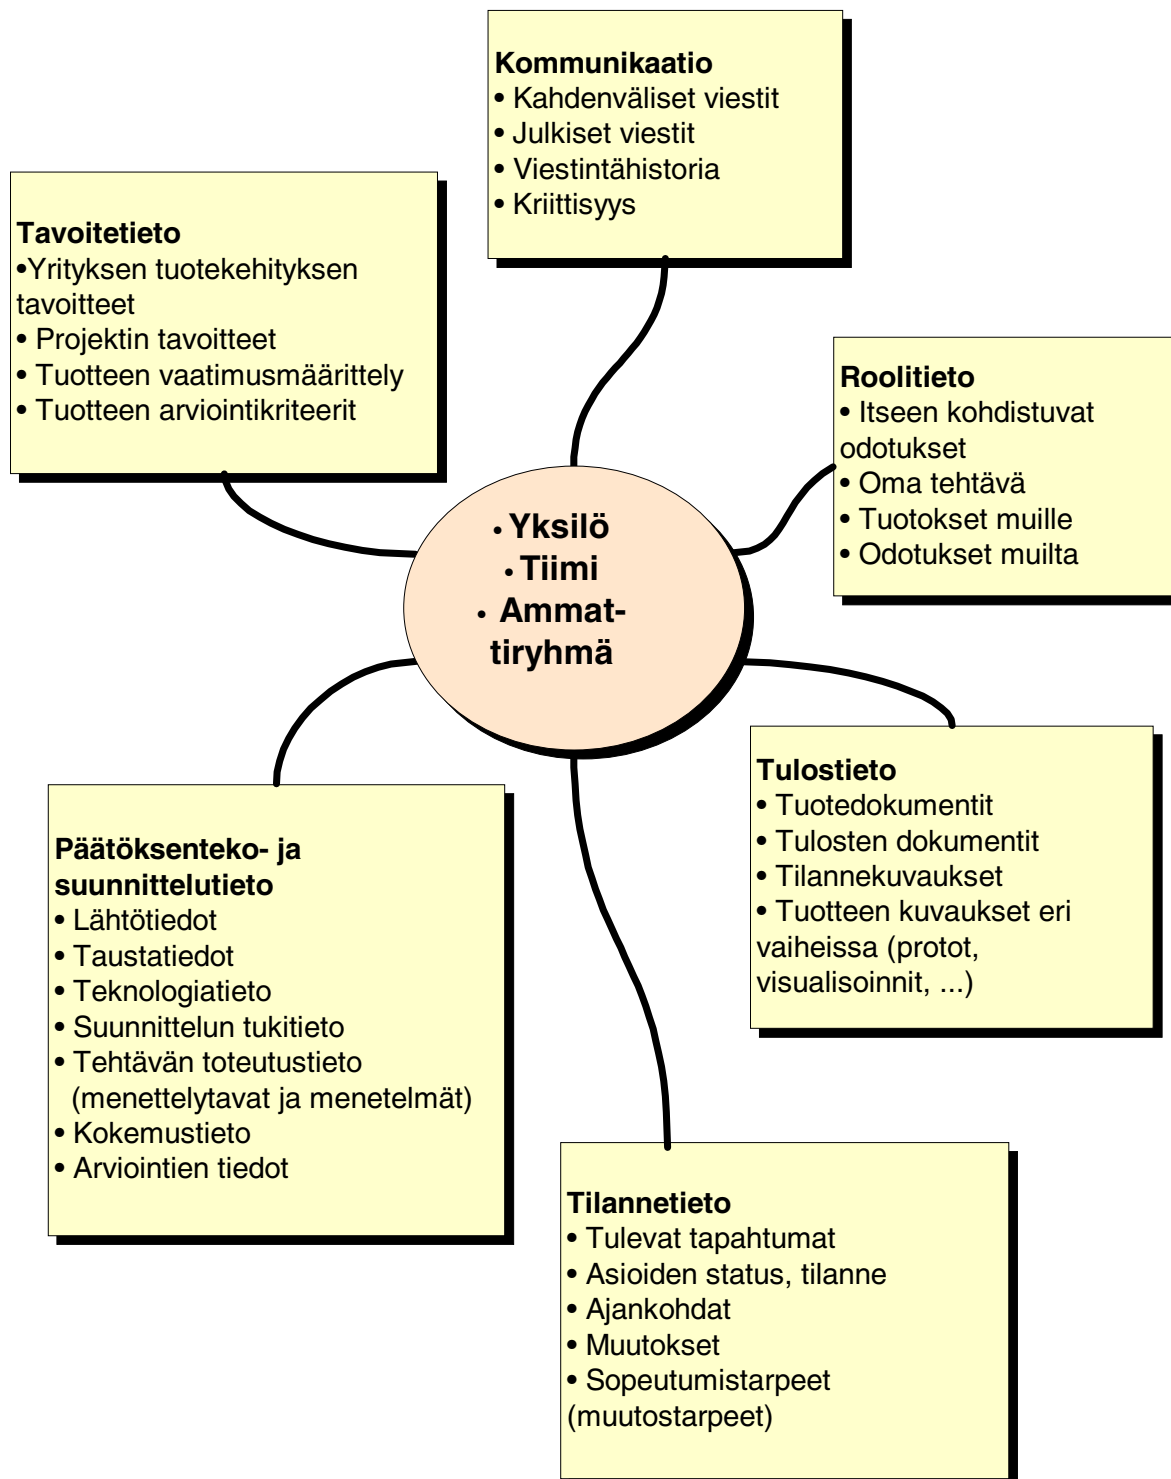 Kommunikaatio
• Kahdenväliset viestit
• Julkiset viestit
• Viestintähistoria
• Kriittisyys
Tavoitetieto
•Yrityksen tuotekehityksen
tavoitteet
• Projektin tavoitteet
• Tuotteen vaatimusmäärittely
• Tuotteen arviointikriteerit
Roolitieto
• Itseen kohdistuvat
odotukset
• Oma tehtävä
• Tuotokset muille
• Odotukset muilta
• Yksilö
• Tiimi
• Ammat-
tiryhmä
Tulostieto
• Tuotedokumentit
• Tulosten dokumentit
• Tilannekuvaukset
• Tuotteen kuvaukset eri
vaiheissa (protot,
visualisoinnit, ...)
Päätöksenteko- ja
suunnittelutieto
• Lähtötiedot
• Taustatiedot
• Teknologiatieto
• Suunnittelun tukitieto
• Tehtävän toteutustieto
(menettelytavat ja menetelmät)
• Kokemustieto
• Arviointien tiedot
Tilannetieto
• Tulevat tapahtumat
• Asioiden status, tilanne
• Ajankohdat
• Muutokset
• Sopeutumistarpeet
(muutostarpeet)